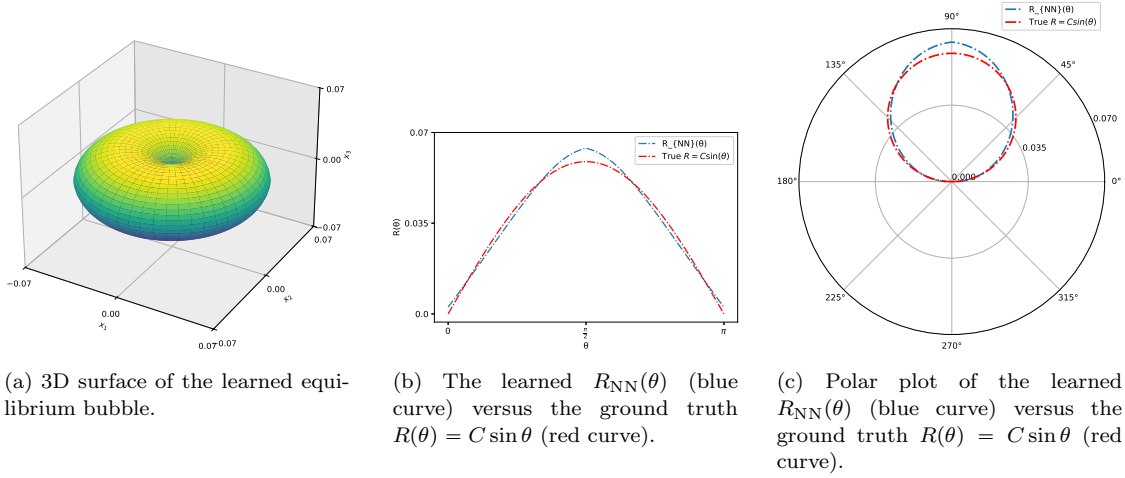 0.07
0.00
−0.07
x₃
−0.07
0.00
0.07
x₁
−0.07
0.00
0.07
x₂
R_{NN}(θ)
True R = Csin(θ)
0.07
0.035
0.0
R(θ)
0
π/2
π
θ
R_{NN}(θ)
True R = Csin(θ)
90°
135°
45°
0.070
0.035
0.000
180°
0°
225°
315°
270°
(a) 3D surface of the learned equi-
librium bubble.
(b) The learned R_NN(θ) (blue
curve) versus the ground truth
R(θ) = C sin θ (red curve).
(c) Polar plot of the learned
R_NN(θ) (blue curve) versus the
ground truth R(θ) = C sin θ (red
curve).